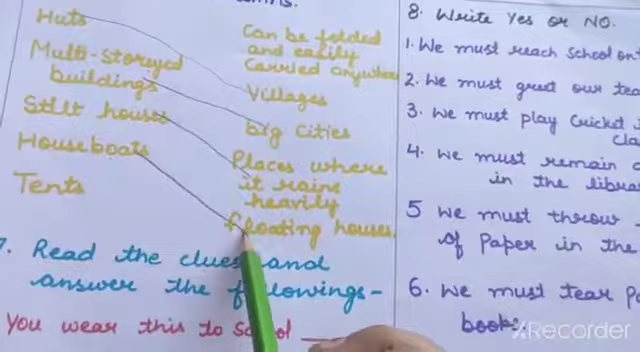 Huts
Multi-storeyed
buildings
Stilt houses
Houseboats
Tents
Can be folded
and easily
Carried anywhere
Villages
big cities
Places where
it rains
heavily
floating houses
7. Read the clues and
answer the followings-
You wear this to School
8. Write Yes or No.
1. We must reach School on
2. We must greet our
3. We must play Cricket
4. We must remain
in the
5 We must throw
of Paper in the
6. We must tear
books
XRecorder